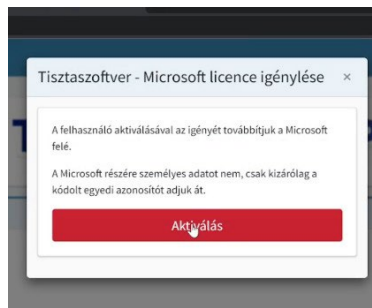 Tisztaszoftver - Microsoft licence igénylése ×
A felhasználó aktiválásával az igényét továbbítjuk a Microsoft
felé.
A Microsoft részére személyes adatot nem, csak kizárólag a
kódolt egyedi azonosítót adjuk át.
Aktiválás